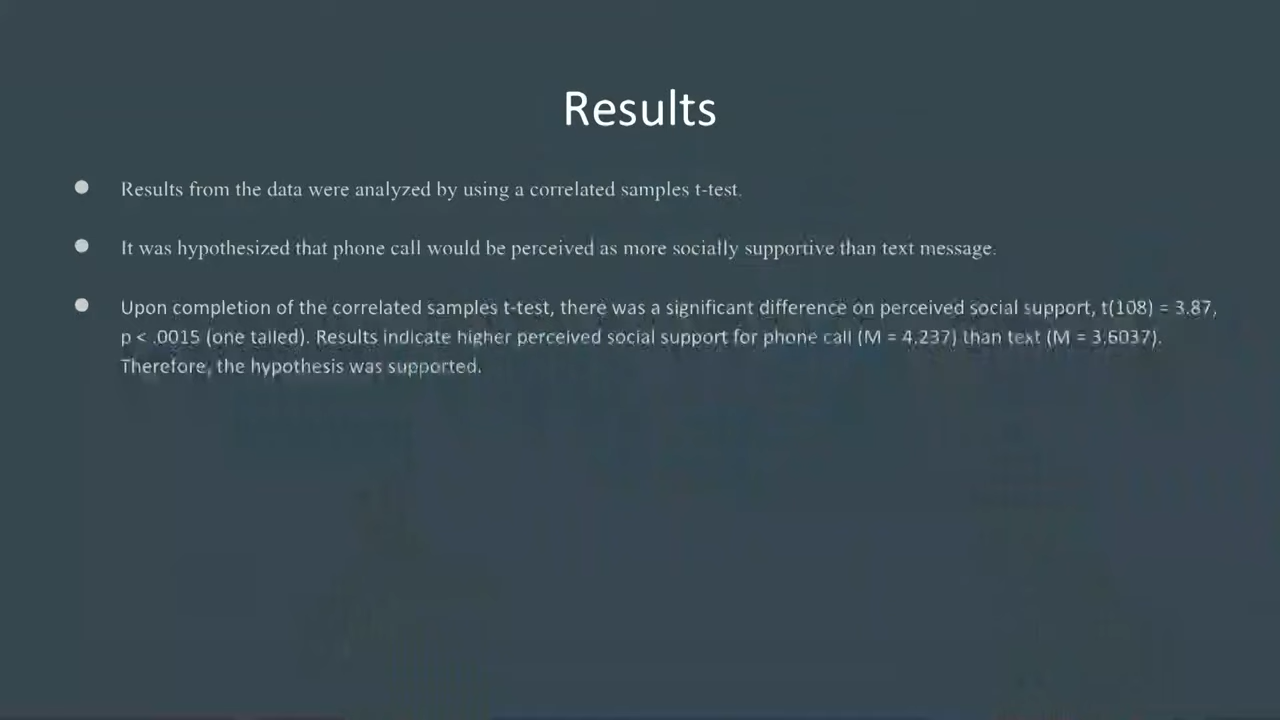 Results
● Results from the data were analyzed by using a correlated samples t-test.
● It was hypothesized that phone call would be perceived as more socially supportive than text message.
● Upon completion of the correlated samples t-test, there was a significant difference on perceived social support, t(108) = 3.87,
p < .0015 (one tailed). Results indicate higher perceived social support for phone call (M = 4.237) than text (M = 3.6037).
Therefore, the hypothesis was supported.